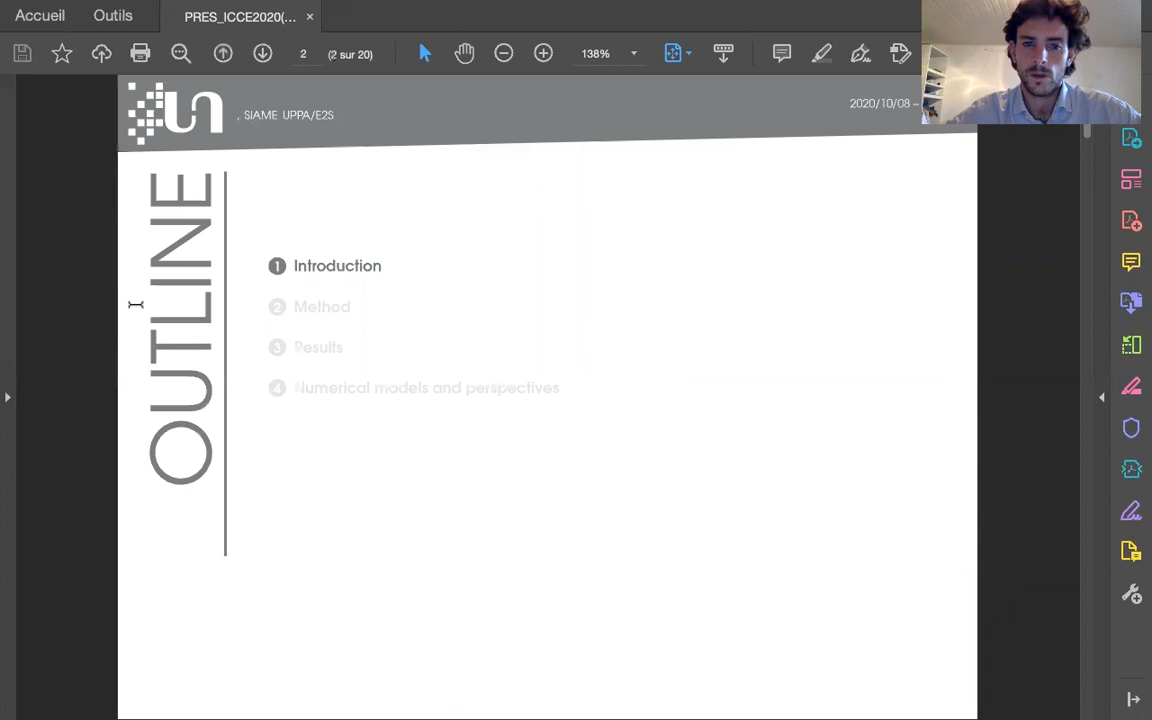 Accueil
Outils
PRES_ICCE2020(...
2
(2 sur 20)
138%
, SIAME UPPA/E2S
2020/10/08 –
OUTLINE
1 Introduction
2 Method
3 Results
4 Numerical models and perspectives